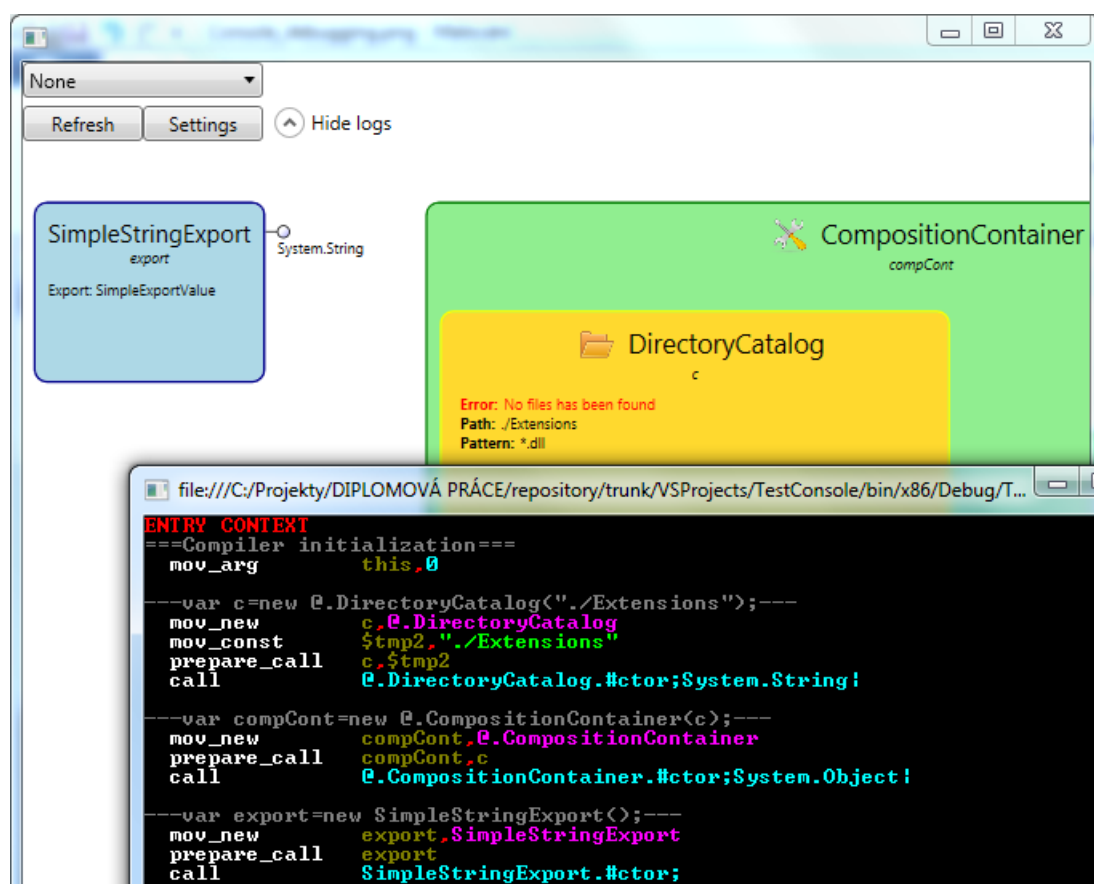 None
Refresh Settings Hide logs
SimpleStringExport
export
Export: SimpleExportValue
System.String
CompositionContainer
compCont
DirectoryCatalog
c
Error: No files has been found
Path: ./Extensions
Pattern: *.dll
file:///C:/Projekty/DIPLOMOVÁ PRÁCE/repository/trunk/VSProjects/TestConsole/bin/x86/Debug/T...
ENTRY CONTEXT
===Compiler initialization===
mov_arg this,0
---var c=new @.DirectoryCatalog("./Extensions");---
mov_new c,@.DirectoryCatalog
mov_const $tmp2,"./Extensions"
prepare_call c,$tmp2
call @.DirectoryCatalog.#ctor;System.String¦
---var compCont=new @.CompositionContainer(c);---
mov_new compCont,@.CompositionContainer
prepare_call compCont,c
call @.CompositionContainer.#ctor;System.Object¦
---var export=new SimpleStringExport();---
mov_new export,SimpleStringExport
prepare_call export
call SimpleStringExport.#ctor;